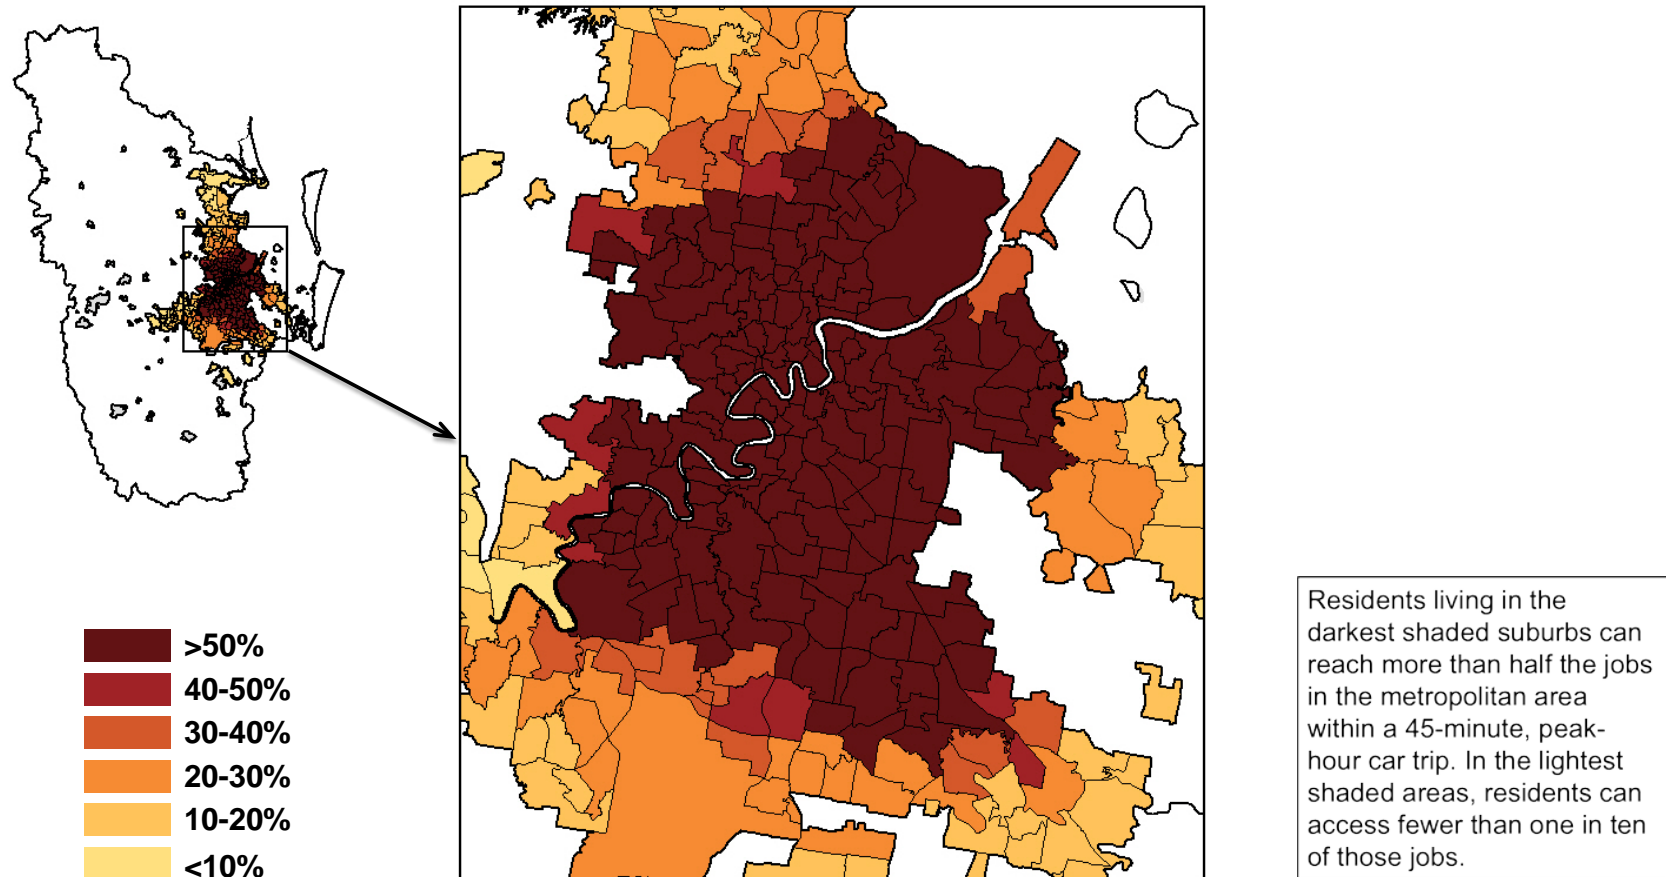 >50%
40-50%
30-40%
20-30%
10-20%
<10%
Residents living in the
darkest shaded suburbs can
reach more than half the jobs
in the metropolitan area
within a 45-minute, peak-
hour car trip. In the lightest
shaded areas, residents can
access fewer than one in ten
of those jobs.